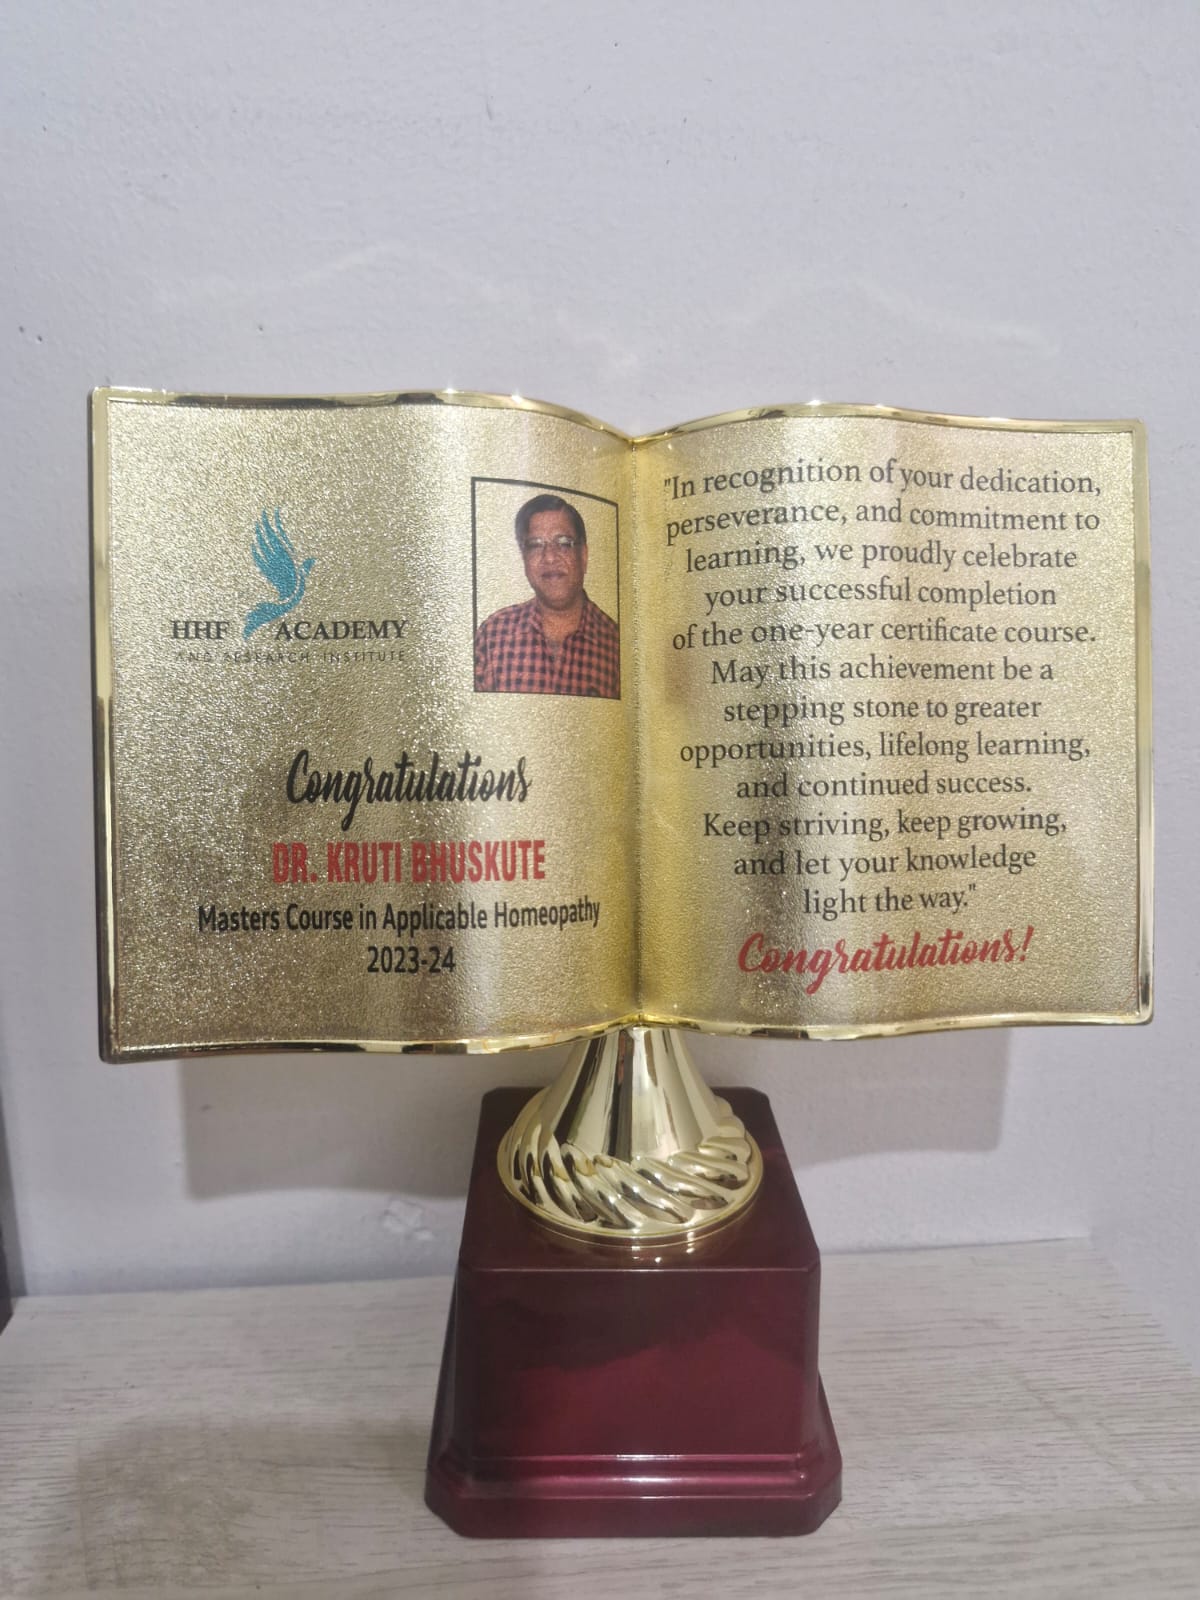 HHF ACADEMY
AND RESEARCH INSTITUTE
Congratulations
DR. KRUTI BHUSKUTE
Masters Course in Applicable Homeopathy
2023-24
"In recognition of your dedication,
perseverance, and commitment to
learning, we proudly celebrate
your successful completion
of the one-year certificate course.
May this achievement be a
stepping stone to greater
opportunities, lifelong learning,
and continued success.
Keep striving, keep growing,
and let your knowledge
light the way."
Congratulations!